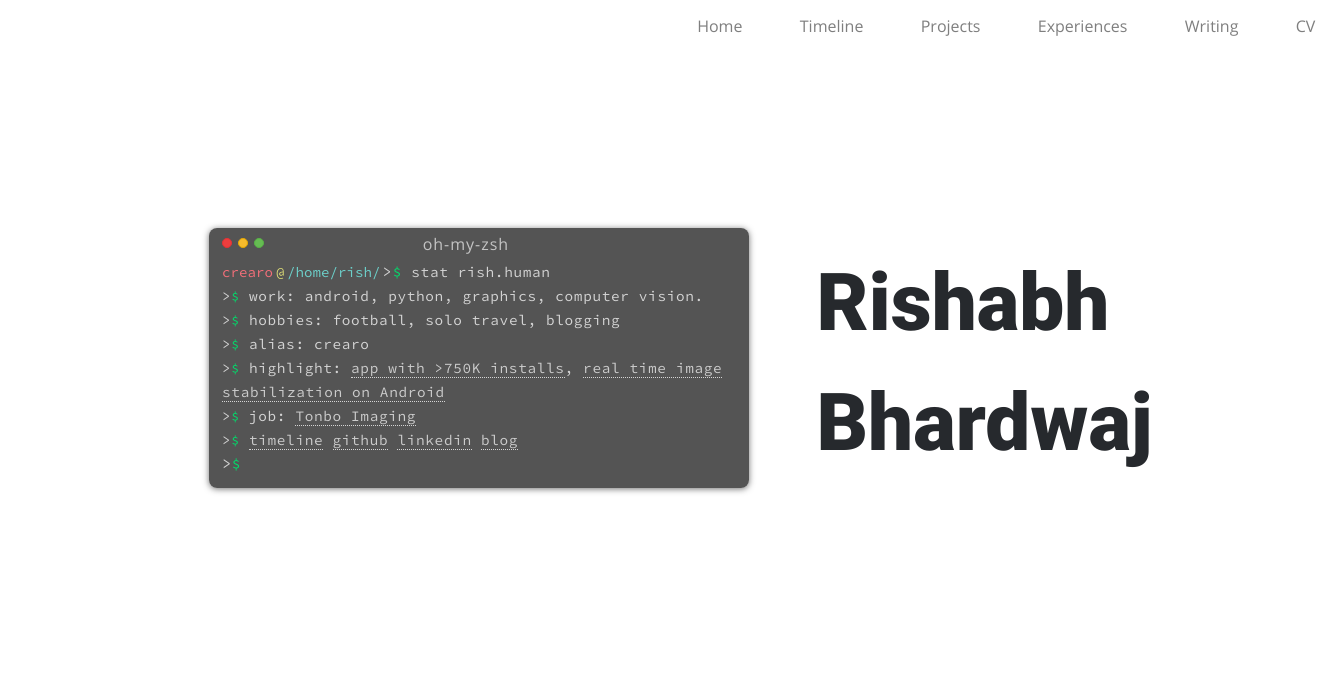 Home Timeline Projects Experiences Writing CV
oh-my-zsh
crearo@/home/rish/>$ stat rish.human
>$ work: android, python, graphics, computer vision.
>$ hobbies: football, solo travel, blogging
>$ alias: crearo
>$ highlight: app with >750K installs, real time image
stabilization on Android
>$ job: Tonbo Imaging
>$ timeline github linkedin blog
>$
Rishabh
Bhardwaj